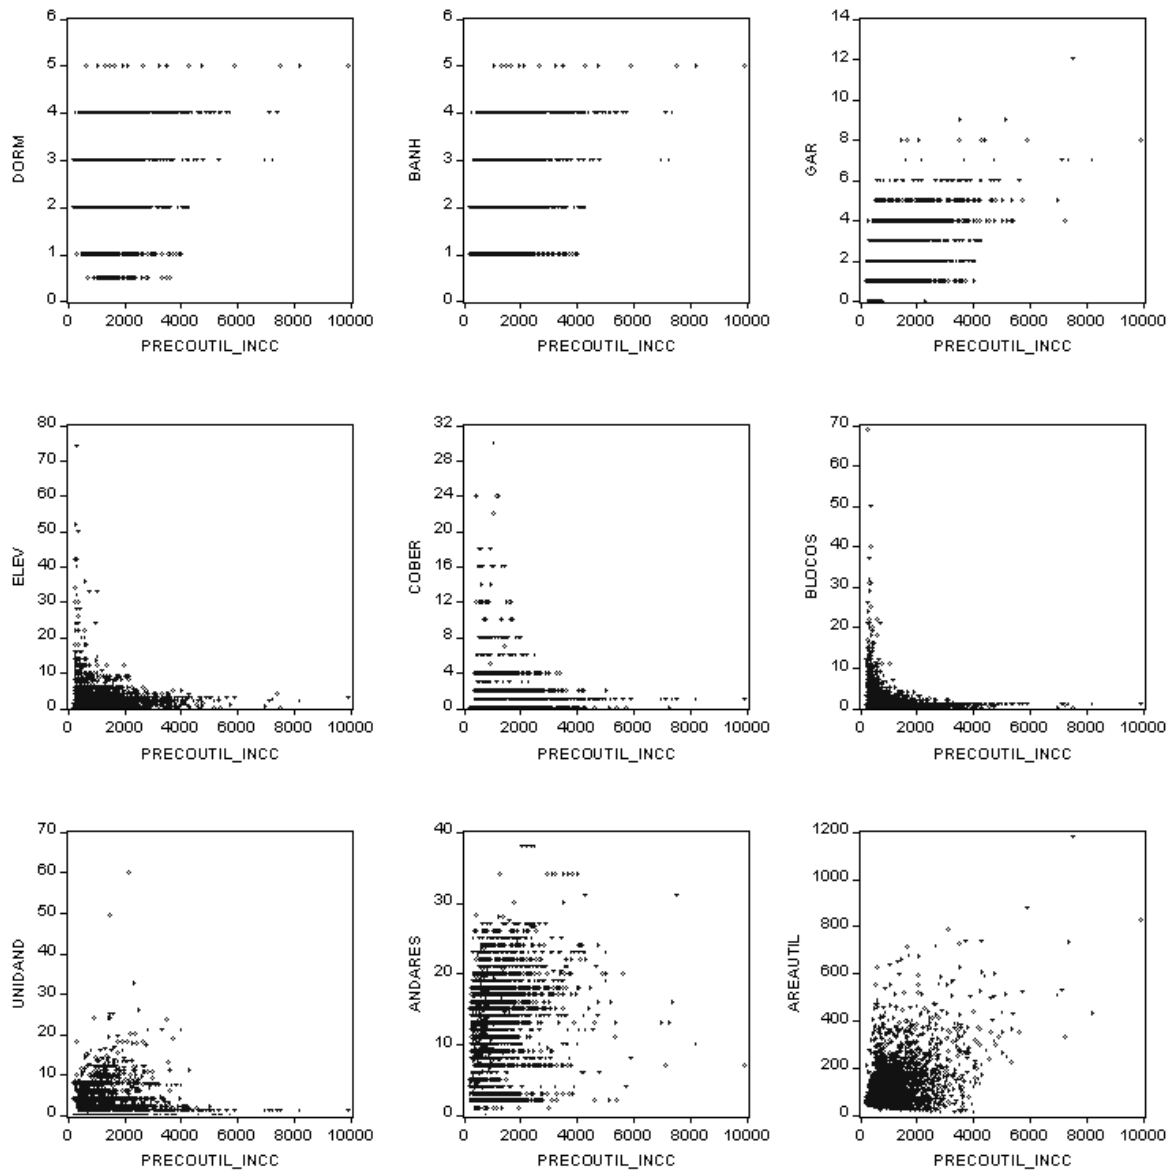 6 5 4 3 2 1 0
DORM
0 2000 4000 6000 8000 10000
PRECOUTIL_INCC
6 5 4 3 2 1 0
BANH
0 2000 4000 6000 8000 10000
PRECOUTIL_INCC
14 12 10 8 6 4 2 0
GAR
0 2000 4000 6000 8000 10000
PRECOUTIL_INCC
80 70 60 50 40 30 20 10 0
ELEV
0 2000 4000 6000 8000 10000
PRECOUTIL_INCC
32 28 24 20 16 12 8 4 0
COBER
0 2000 4000 6000 8000 10000
PRECOUTIL_INCC
70 60 50 40 30 20 10 0
BLOCOS
0 2000 4000 6000 8000 10000
PRECOUTIL_INCC
70 60 50 40 30 20 10 0
UNIDAND
0 2000 4000 6000 8000 10000
PRECOUTIL_INCC
40 30 20 10 0
ANDARES
0 2000 4000 6000 8000 10000
PRECOUTIL_INCC
1200 1000 800 600 400 200 0
AREAUTIL
0 2000 4000 6000 8000 10000
PRECOUTIL_INCC